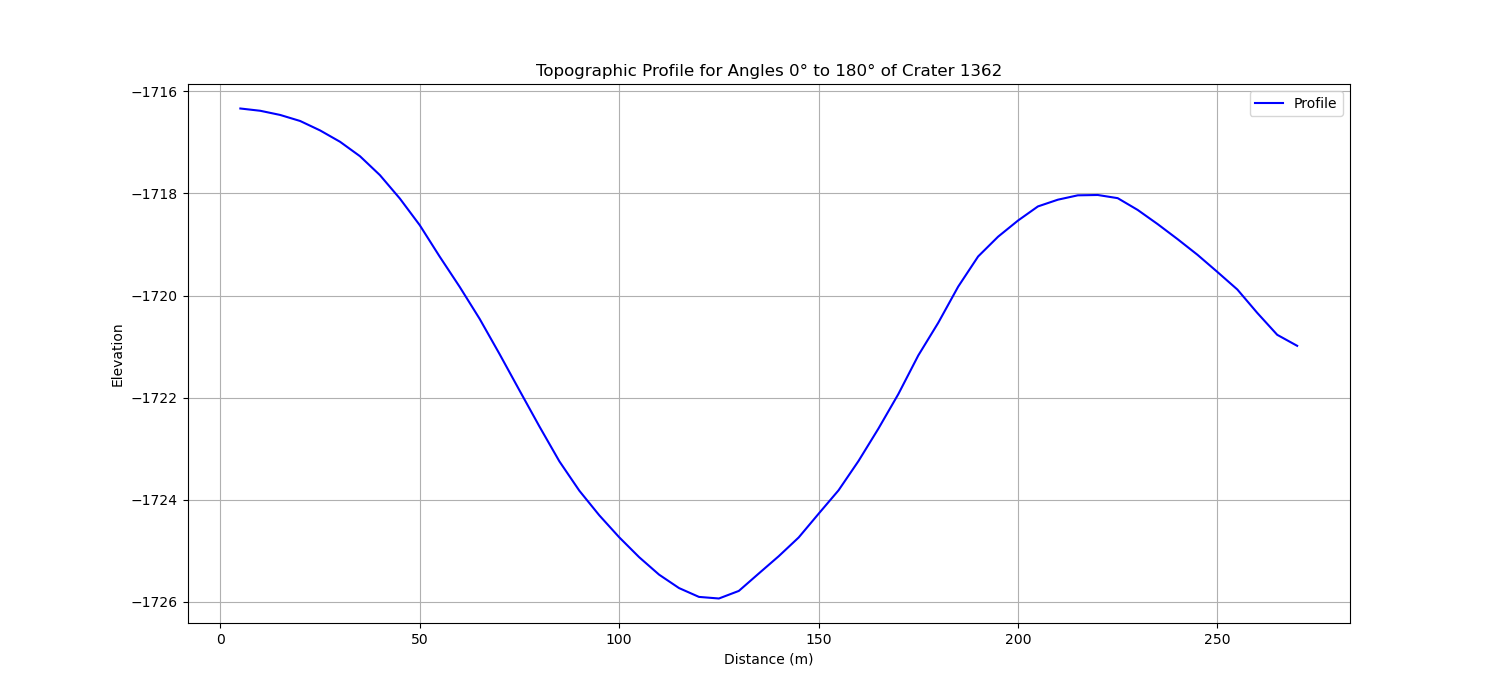 Topographic Profile for Angles 0° to 180° of Crater 1362
Profile
−1716
−1718
−1720
−1722
−1724
−1726
Elevation
0 50 100 150 200 250
Distance (m)